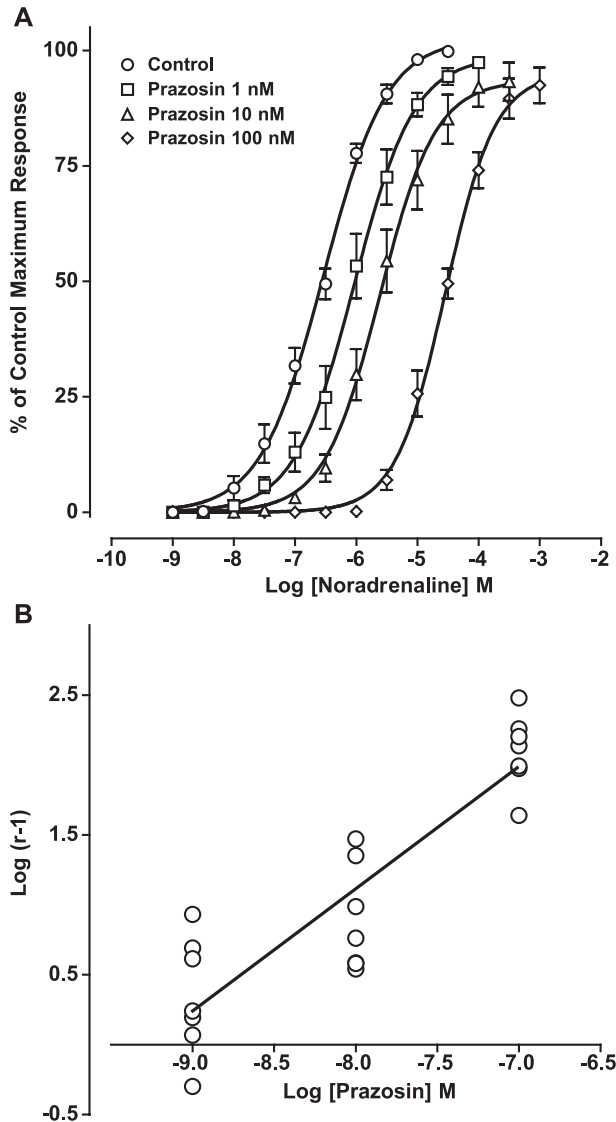 A
% of Control Maximum Response
100
75
50
25
0
Control
Prazosin 1 nM
Prazosin 10 nM
Prazosin 100 nM
-10 -9 -8 -7 -6 -5 -4 -3 -2
Log [Noradrenaline] M
B
Log (r-1)
2.5
1.5
0.5
-0.5
-9.0 -8.5 -8.0 -7.5 -7.0 -6.5
Log [Prazosin] M